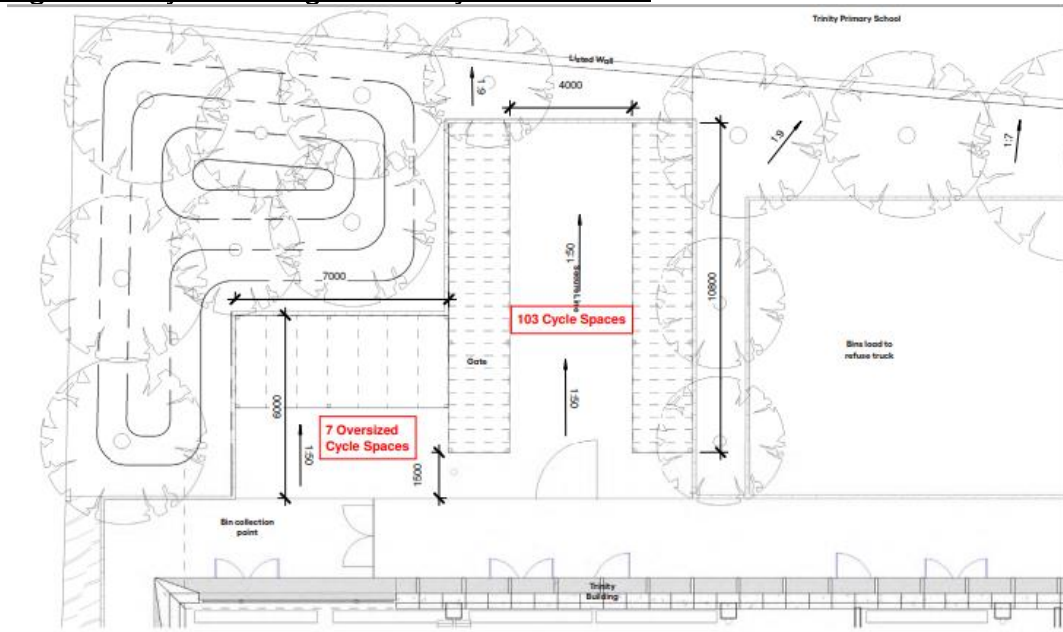 Trinity Primary School
Listed Wall
1:9
4000
1:9
1:7
7000
1:50
103 Cycle Spaces
10800
Gate
Bins load to
refuse truck
6000
1:50
7 Oversized
Cycle Spaces
1:50
1500
Bin collection
point
Trinity
Building